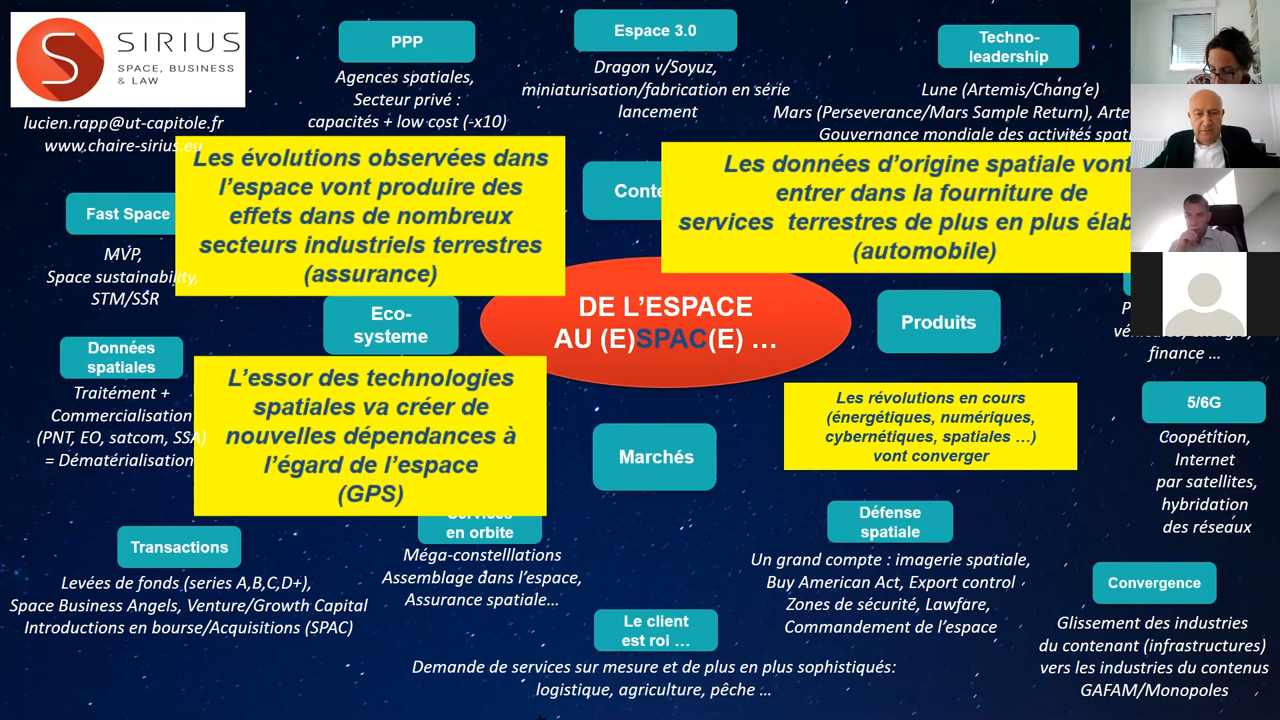 SIRIUS
SPACE, BUSINESS
& LAW
lucien.rapp@ut-capitole.fr
www.chaire-sirius.eu
PPP
Agences spatiales,
Secteur privé :
capacités + low cost (-x10)
Espace 3.0
Dragon v/Soyuz,
miniaturisation/fabrication en série
lancement
Techno-
leadership
Lune (Artemis/Chang’e)
Mars (Perseverance/Mars Sample Return),
Gouvernance mondiale des activités
Les évolutions observées dans
l’espace vont produire des
effets dans de nombreux
secteurs industriels terrestres
(assurance)
Les données d’origine spatiale vont
entrer dans la fourniture de
services terrestres de plus en plus
(automobile)
Fast Space
MVP,
Space sustainability,
STM/SSR
Eco-
systeme
DE L’ESPACE
AU (E)SPAC(E) …
Produits
finance …
Données
spatiales
Traitément +
Commercialisation
(PNT, EO, satcom, SSA)
= Dématérialisation
L’essor des technologies
spatiales va créer de
nouvelles dépendances à
l’égard de l’espace
(GPS)
Marchés
Les révolutions en cours
(énergétiques, numériques,
cybernétiques, spatiales …)
vont converger
5/6G
Coopétition,
Internet
par satellites,
hybridation
des réseaux
Transactions
Levées de fonds (series A,B,C,D+),
Space Business Angels, Venture/Growth Capital
Introductions en bourse/Acquisitions (SPAC)
Services
en orbite
Méga-constelllations
Assemblage dans l’espace,
Assurance spatiale…
Défense
spatiale
Un grand compte : imagerie spatiale,
Buy American Act, Export control
Zones de sécurité, Lawfare,
Commandement de l’espace
Convergence
Glissement des industries
du contenant (infrastructures)
vers les industries du contenus
GAFAM/Monopoles
Le client
est roi …
Demande de services sur mesure et de plus en plus sophistiqués:
logistique, agriculture, pêche …